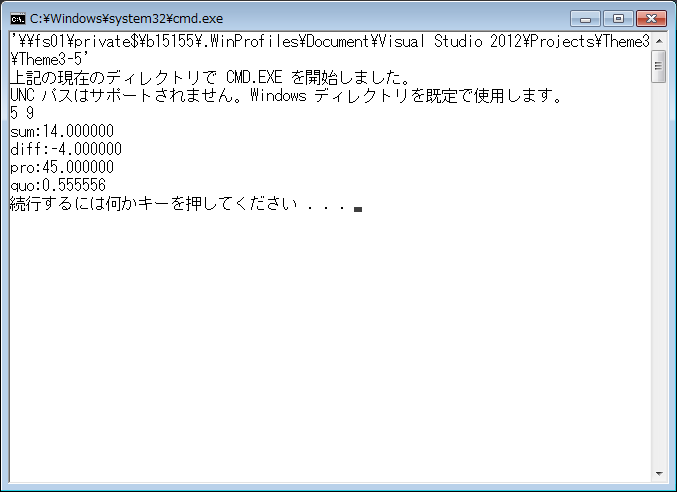 C:¥Windows¥system32¥cmd.exe
'¥¥fs01¥private$¥b15155¥.WinProfiles¥Document¥Visual Studio 2012¥Projects¥Theme3
¥Theme3-5'
上記の現在のディレクトリで CMD.EXE を開始しました。
UNC パスはサポートされません。Windows ディレクトリを既定で使用します。
5 9
sum:14.000000
diff:-4.000000
pro:45.000000
quo:0.555556
続行するには何かキーを押してください . . .